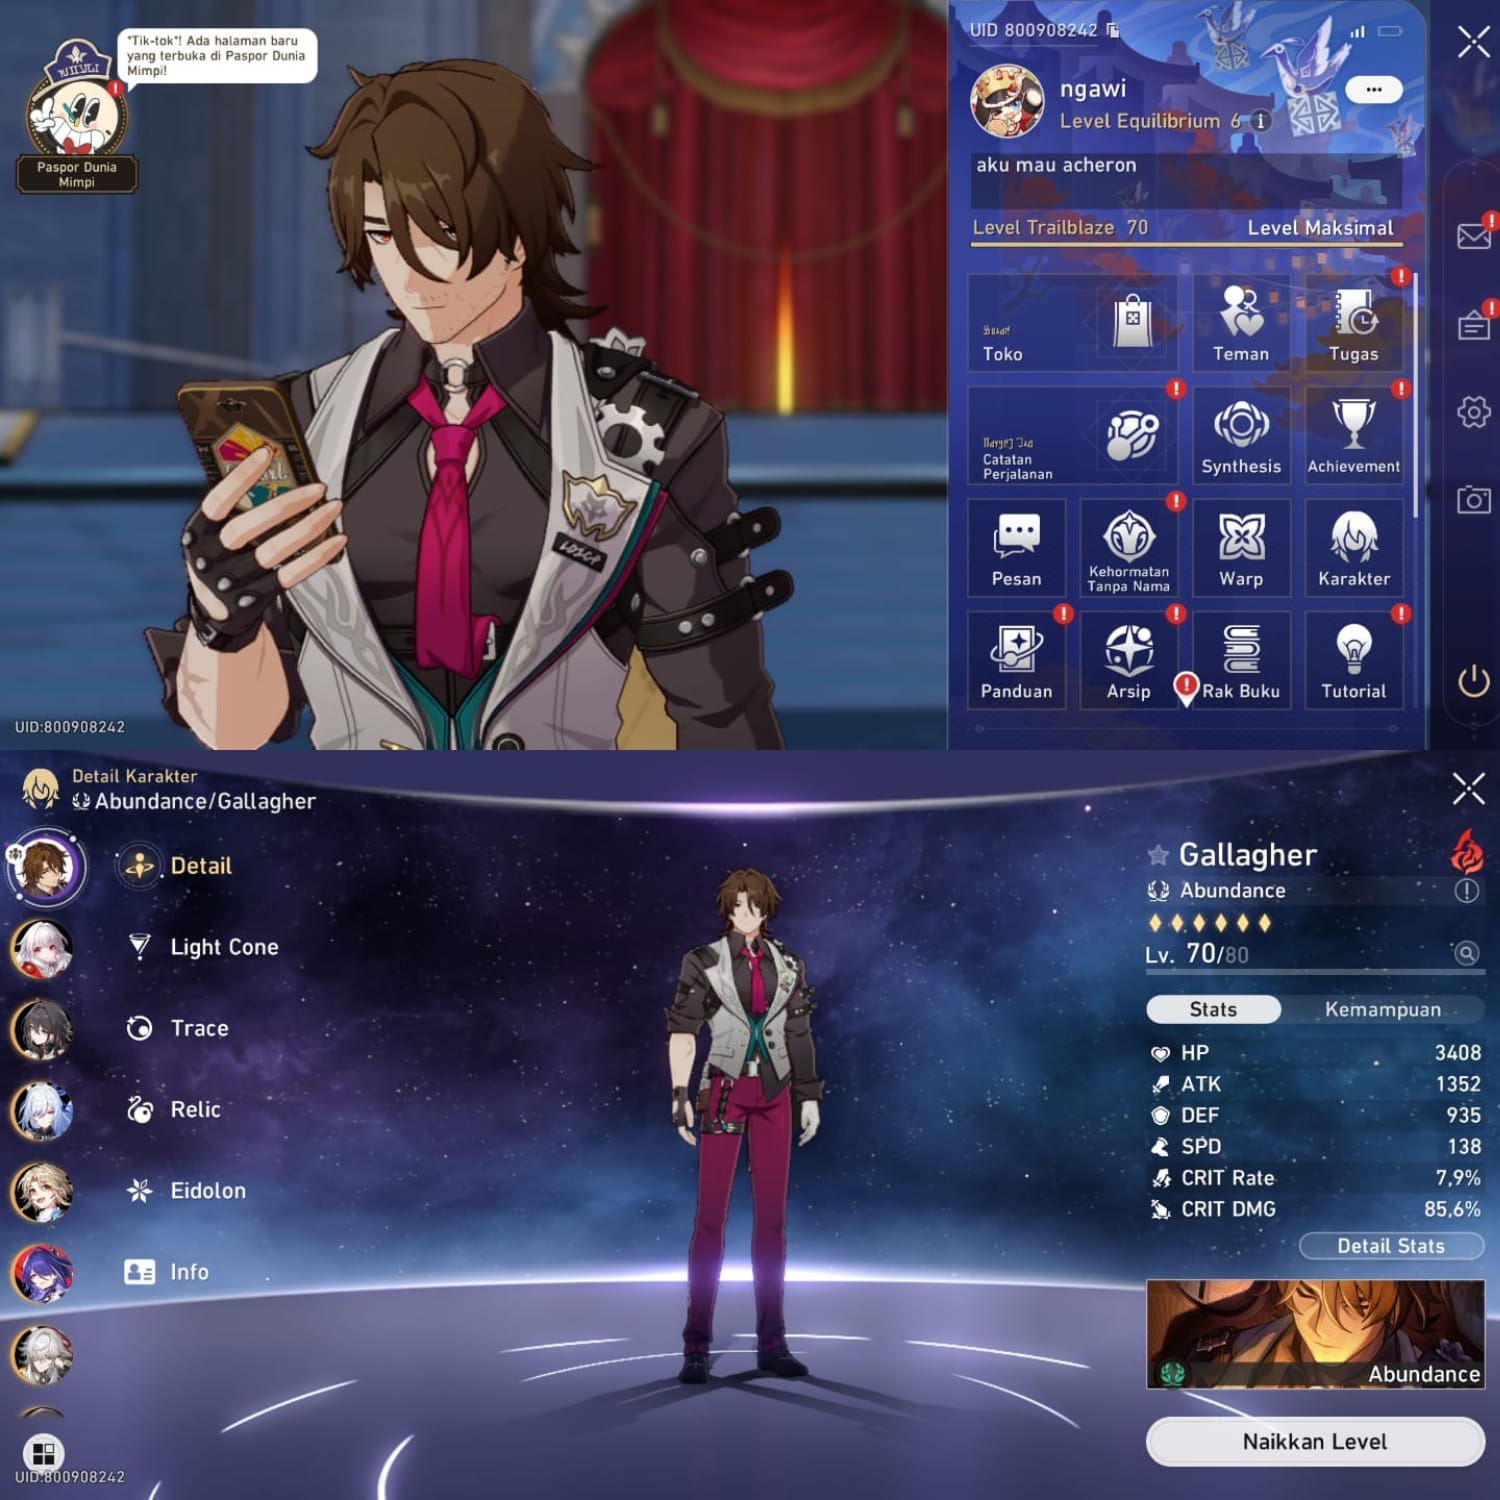 "Tik-tok"! Ada halaman baru
yang terbuka di Paspor Dunia
Mimpi!
Paspor Dunia
Mimpi
UID:800908242
UID 800908242
ngawi
Level Equilibrium 6
aku mau acheron
Level Trailblaze 70
Level Maksimal
Toko
Teman
Tugas
Catatan
Perjalanan
Synthesis
Achievement
Pesan
Kehormatan
Tanpa Nama
Warp
Karakter
Panduan
Arsip
Rak Buku
Tutorial
Detail Karakter
Abundance/Gallagher
Detail
Light Cone
Trace
Relic
Eidolon
Info
UID:800908242
Gallagher
Abundance
Lv. 70/80
Stats
Kemampuan
HP 3408
ATK 1352
DEF 935
SPD 138
CRIT Rate 7,9%
CRIT DMG 85,6%
Detail Stats
Abundance
Naikkan Level